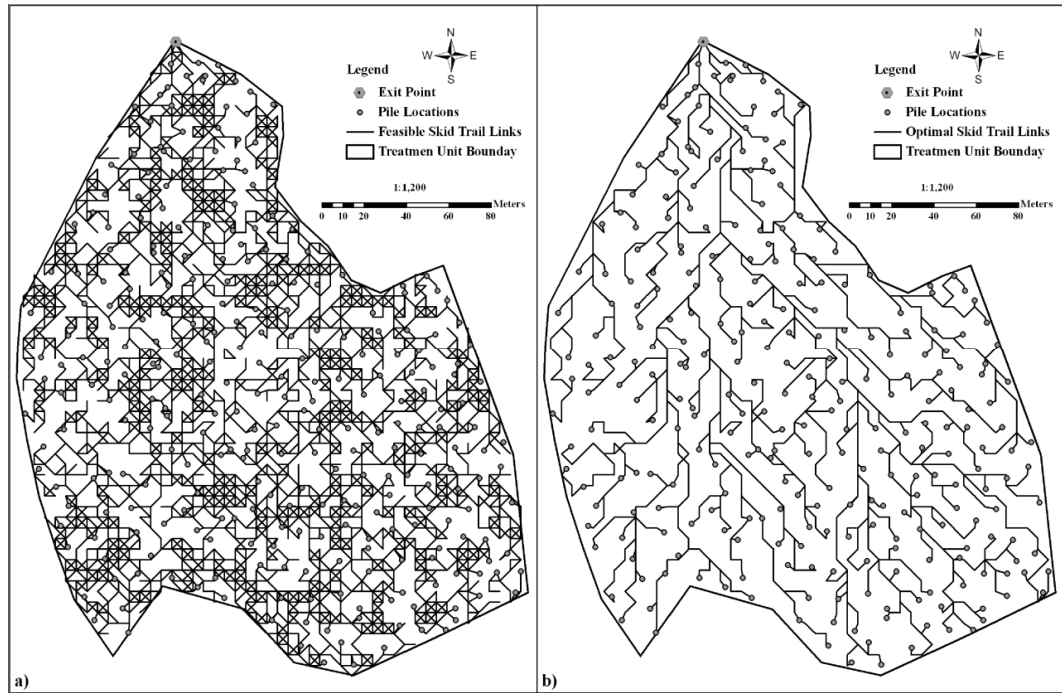 N
W E
S
Legend
Exit Point
Pile Locations
Feasible Skid Trail Links
Treatmen Unit Boundary
1:1,200
Meters
0 10 20 40 60 80
a)
N
W E
S
Legend
Exit Point
Pile Locations
Optimal Skid Trail Links
Treatmen Unit Boundary
1:1,200
Meters
0 10 20 40 60 80
b)